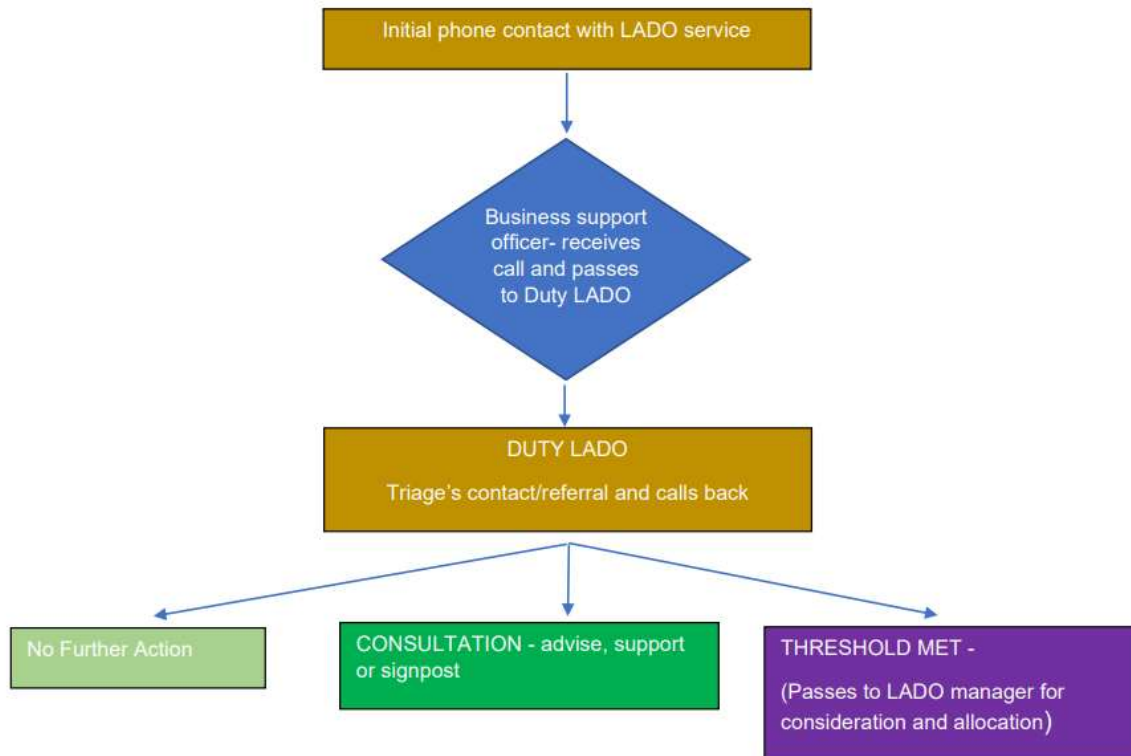 Initial phone contact with LADO service
Business support
officer- receives
call and passes
to Duty LADO
DUTY LADO
Triage's contact/referral and calls back
No Further Action
CONSULTATION - advise, support
or signpost
THRESHOLD MET -
(Passes to LADO manager for
consideration and allocation)